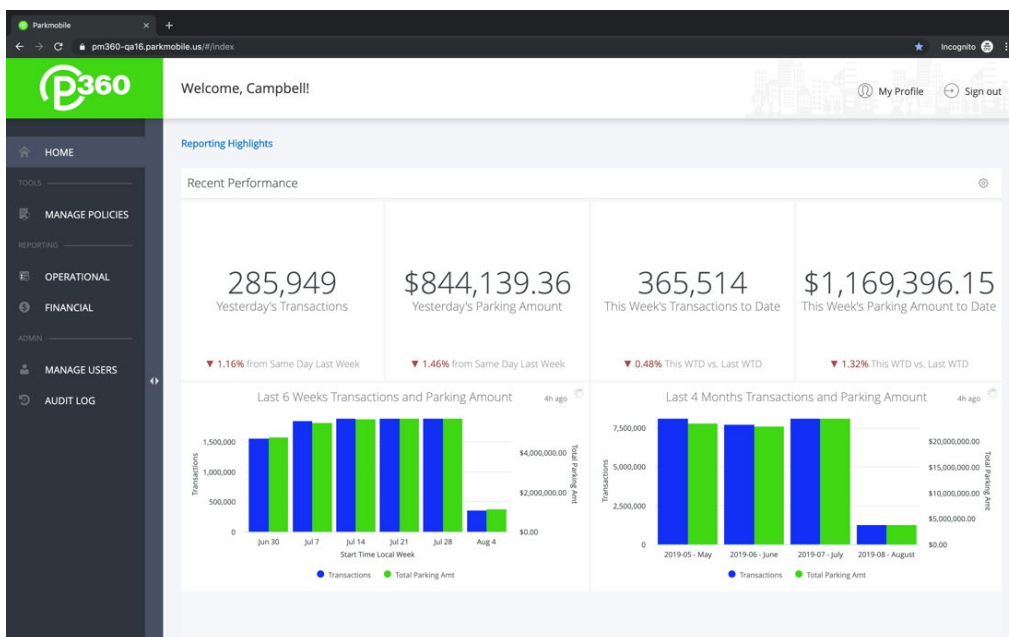 Parkmobile
pm360-qa16.parkmobile.us/#/index
Incognito
P360
Welcome, Campbell!
My Profile
Sign out
HOME
TOOLS
MANAGE POLICIES
REPORTING
OPERATIONAL
FINANCIAL
ADMIN
MANAGE USERS
AUDIT LOG
Reporting Highlights
Recent Performance
285,949
Yesterday's Transactions
▼ 1.16% from Same Day Last Week
$844,139.36
Yesterday's Parking Amount
▼ 1.46% from Same Day Last Week
365,514
This Week's Transactions to Date
▼ 0.48% This WTD vs. Last WTD
$1,169,396.15
This Week's Parking Amount to Date
▼ 1.32% This WTD vs. Last WTD
Last 6 Weeks Transactions and Parking Amount
4h ago
Transactions
1,500,000
1,000,000
500,000
0
$4,000,000.00
$2,000,000.00
$0.00
Total Parking Amt
Jun 30 Jul 7 Jul 14 Jul 21 Jul 28 Aug 4
Start Time Local Week
Transactions Total Parking Amt
Last 4 Months Transactions and Parking Amount
4h ago
Transactions
7,500,000
5,000,000
2,500,000
0
$20,000,000.00
$15,000,000.00
$10,000,000.00
$5,000,000.00
$0.00
Total Parking Amt
2019-05 - May 2019-06 - June 2019-07 - July 2019-08 - August
Transactions Total Parking Amt